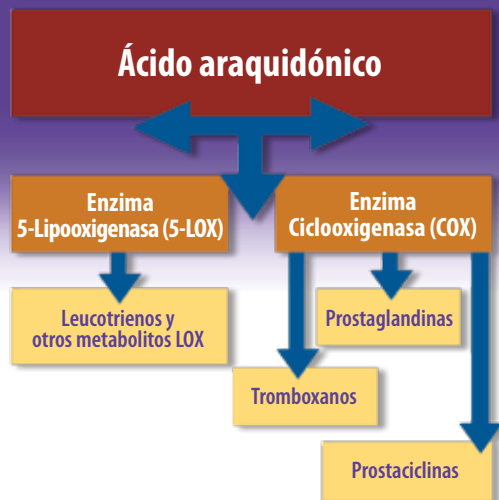 Ácido araquidónico
Enzima
5-Lipooxigenasa (5-LOX)
Enzima
Ciclooxigenasa (COX)
Leucotrienos y
otros metabolitos LOX
Prostaglandinas
Tromboxanos
Prostaciclinas